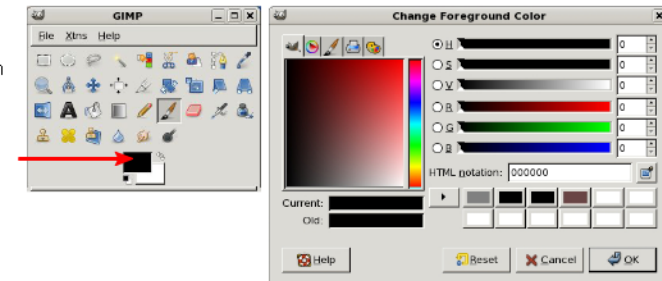 GIMP
File Xtns Help
n
Change Foreground Color
H 0
S 0
V 0
R 0
G 0
B 0
HTML notation: 000000
Current:
Old:
Help Reset Cancel OK